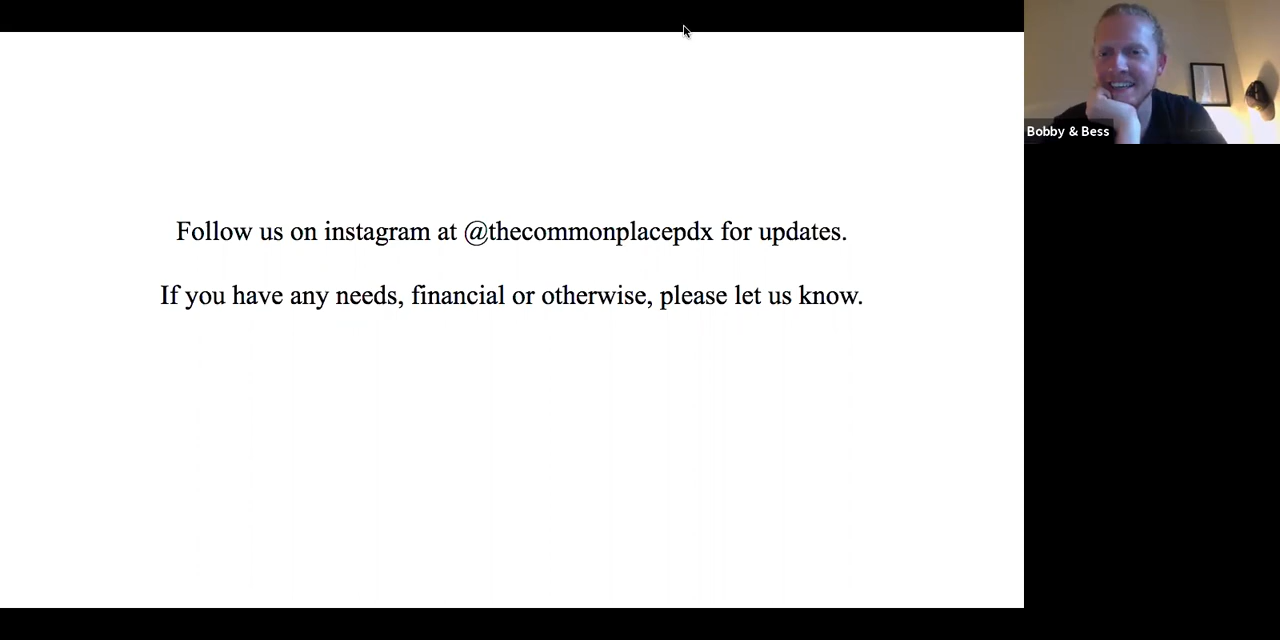 Follow us on instagram at @thecommonplacepdx for updates.
If you have any needs, financial or otherwise, please let us know.
Bobby & Bess